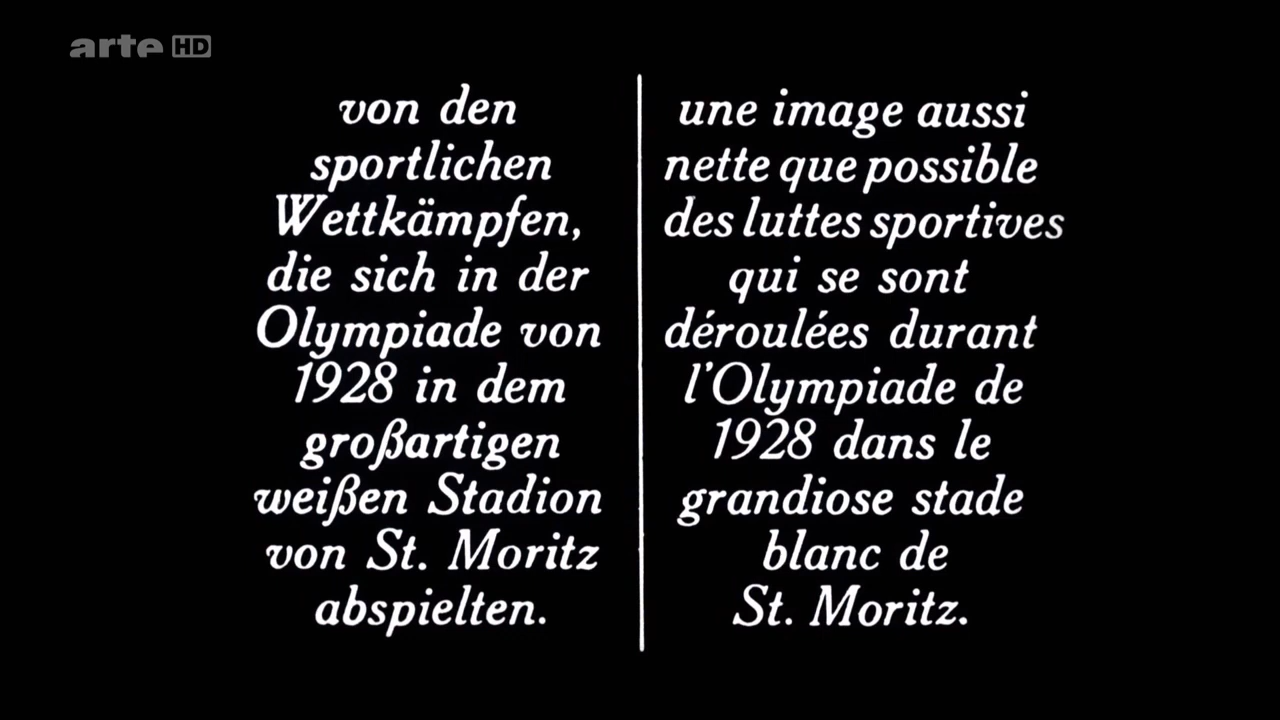 arte HD
von den
sportlichen
Wettkämpfen,
die sich in der
Olympiade von
1928 in dem
großartigen
weißen Stadion
von St. Moritz
abspielten.
une image aussi
nette que possible
des luttes sportives
qui se sont
déroulées durant
l'Olympiade de
1928 dans le
grandiose stade
blanc de
St. Moritz.